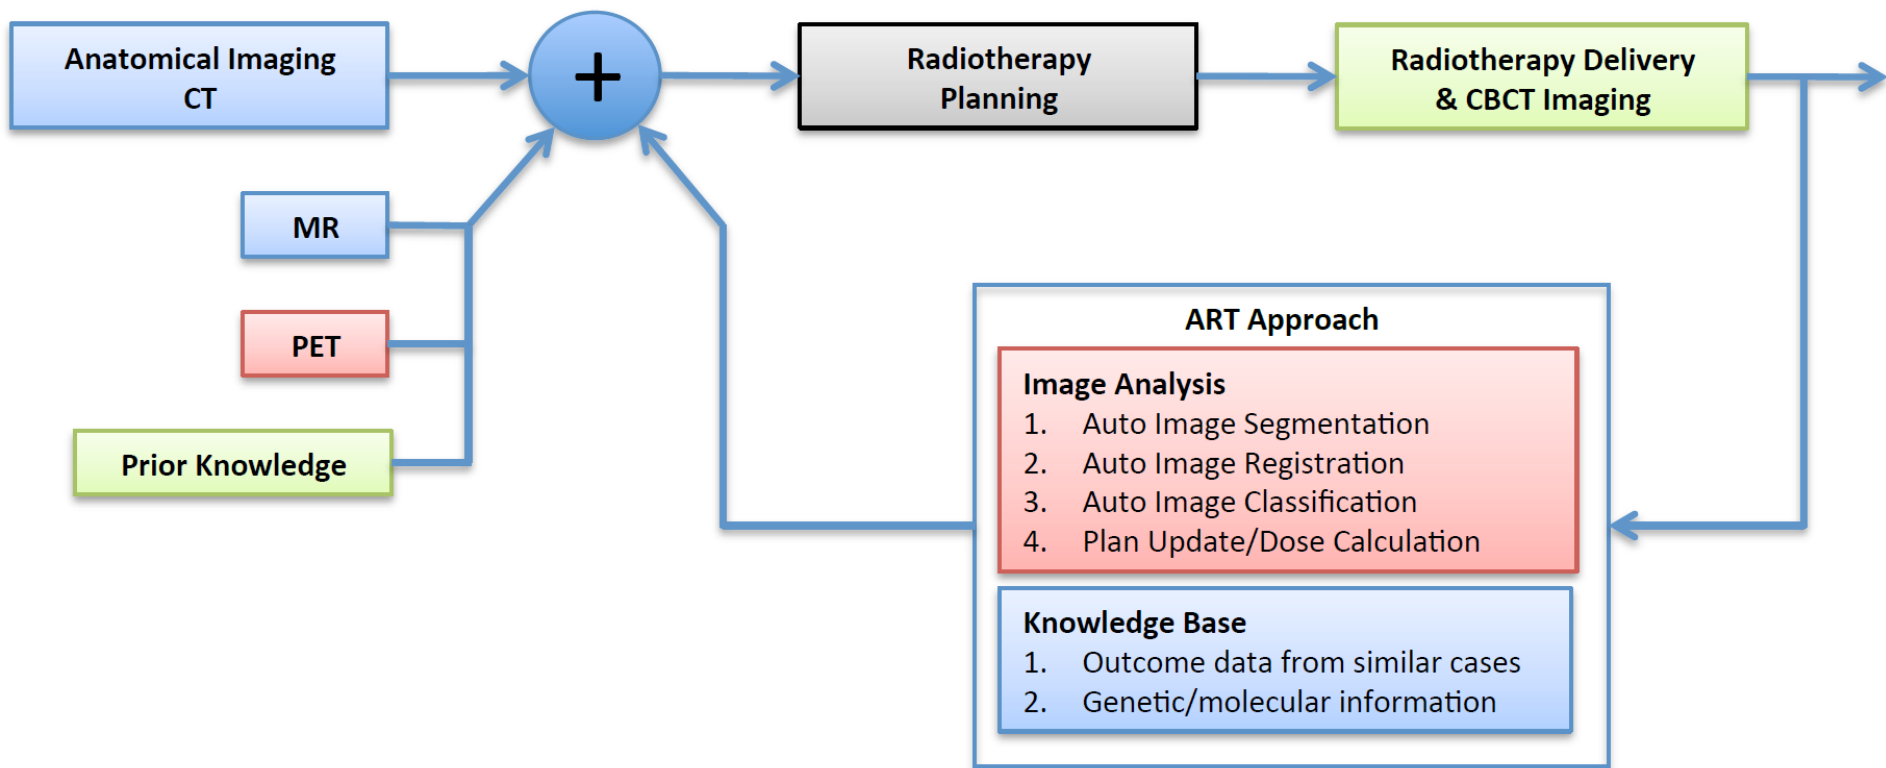 Anatomical Imaging
CT
+
Radiotherapy
Planning
Radiotherapy Delivery
& CBCT Imaging
MR
PET
Prior Knowledge
ART Approach
Image Analysis
1. Auto Image Segmentation
2. Auto Image Registration
3. Auto Image Classification
4. Plan Update/Dose Calculation
Knowledge Base
1. Outcome data from similar cases
2. Genetic/molecular information